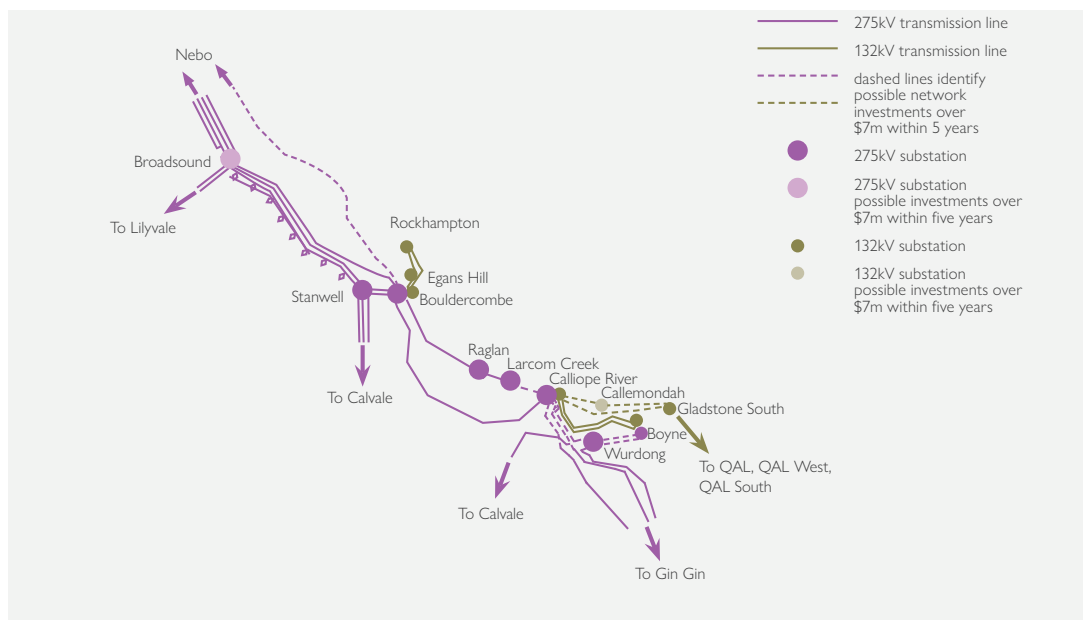 275kV transmission line
Nebo
132kV transmission line
dashed lines identify
possible network
investments over
$7m within 5 years
Broadsound
275kV substation
275kV substation
possible investments over
$7m within five years
To Lilyvale
Rockhampton
132kV substation
Egans Hill
132kV substation
possible investments over
$7m within five years
Stanwell
Bouldercombe
Raglan
Larcom Creek
Calliope River
To Calvale
Callemondah
Gladstone South
Boyne
Wurdong
To QAL, QAL West,
QAL South
To Calvale
To Gin Gin